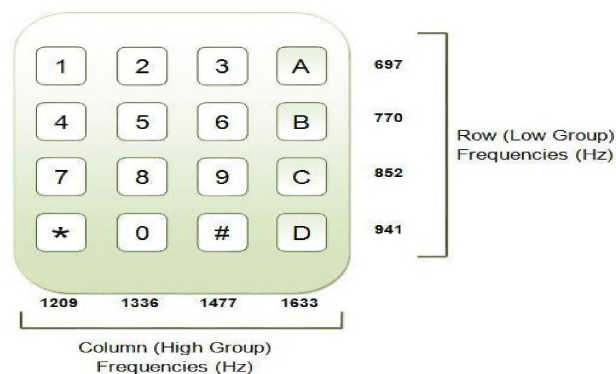 1 2 3 A 697
4 5 6 B 770
Row (Low Group)
Frequencies (Hz)
7 8 9 C 852
* 0 # D 941
1209 1336 1477 1633
Column (High Group)
Frequencies (Hz)